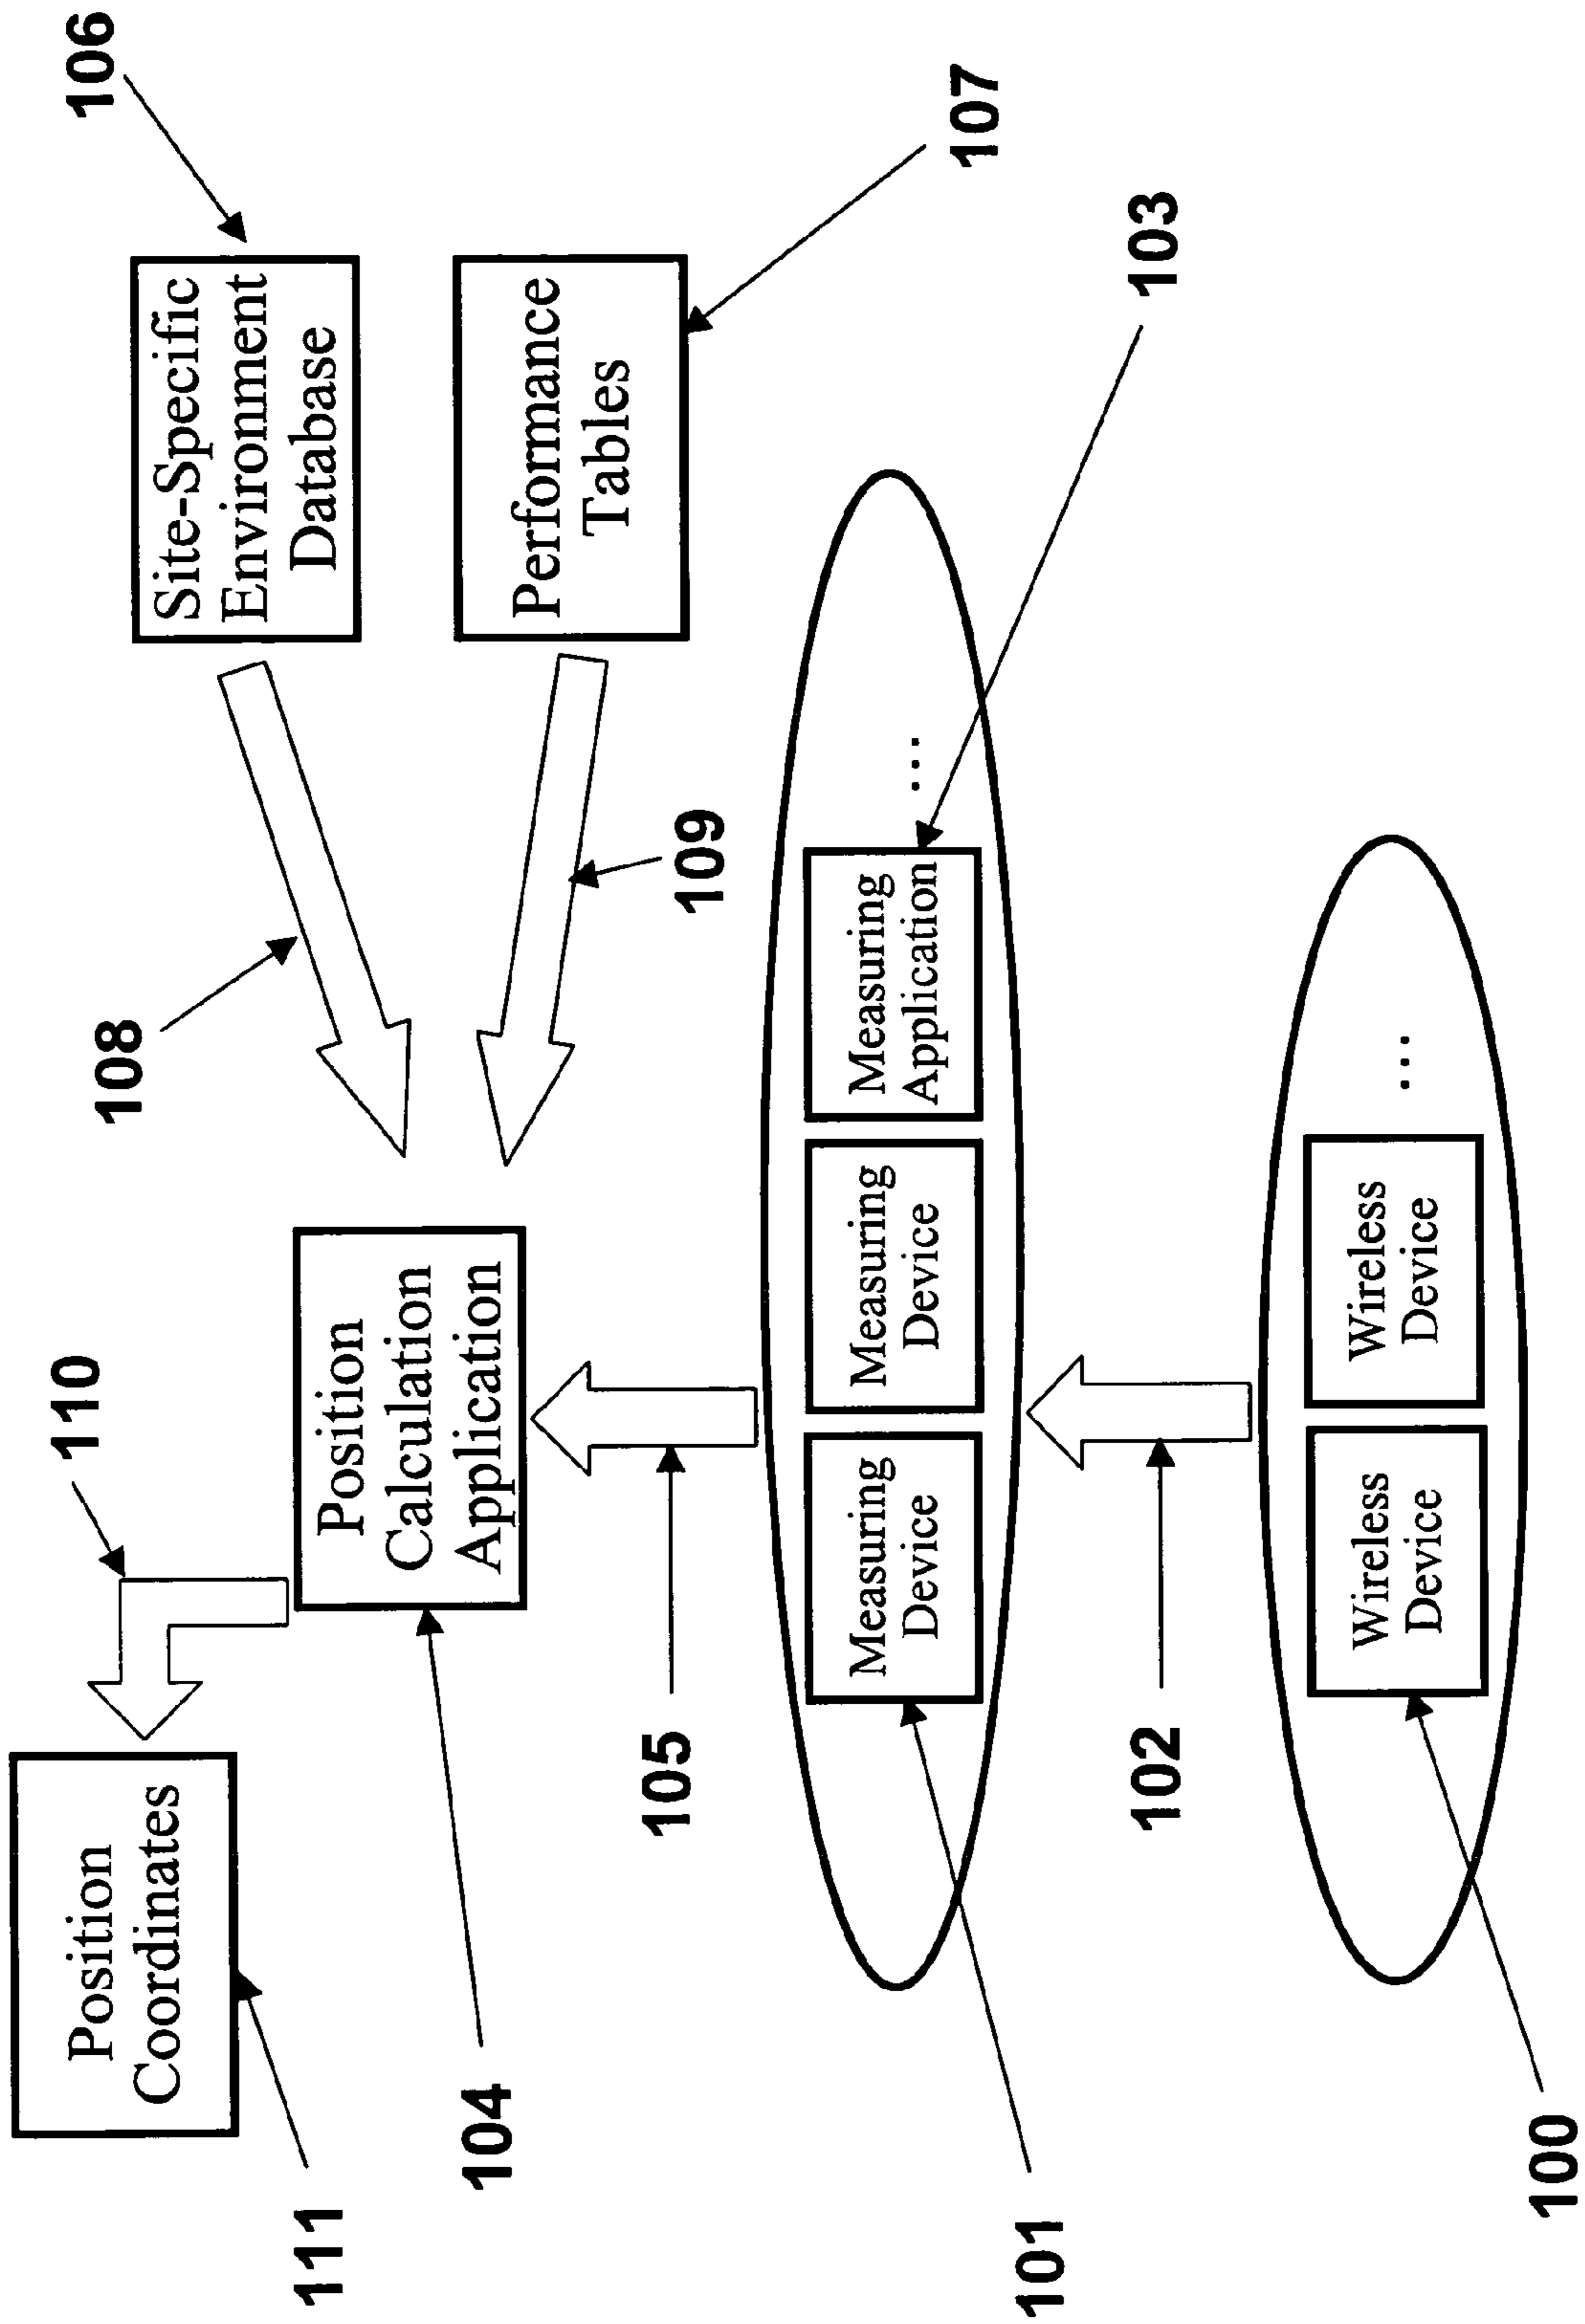 111
Position
Coordinates
110
104
Position
Calculation
Application
108
106
Site-Specific
Environment
Database
109
Performance
Tables
107
105
101
Measuring
Device
Measuring
Device
Measuring
Application
...
103
102
100
Wireless
Device
Wireless
Device
...